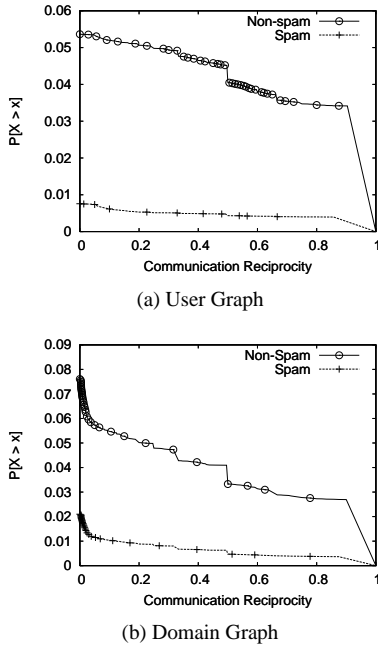 0.06
0.05
0.04
0.03
0.02
0.01
0
P[X > x]
Non-spam
Spam
0 0.2 0.4 0.6 0.8 1
Communication Reciprocity
(a) User Graph
0.09
0.08
0.07
0.06
0.05
0.04
0.03
0.02
0.01
0
P[X > x]
Non-Spam
Spam
0 0.2 0.4 0.6 0.8 1
Communication Reciprocity
(b) Domain Graph